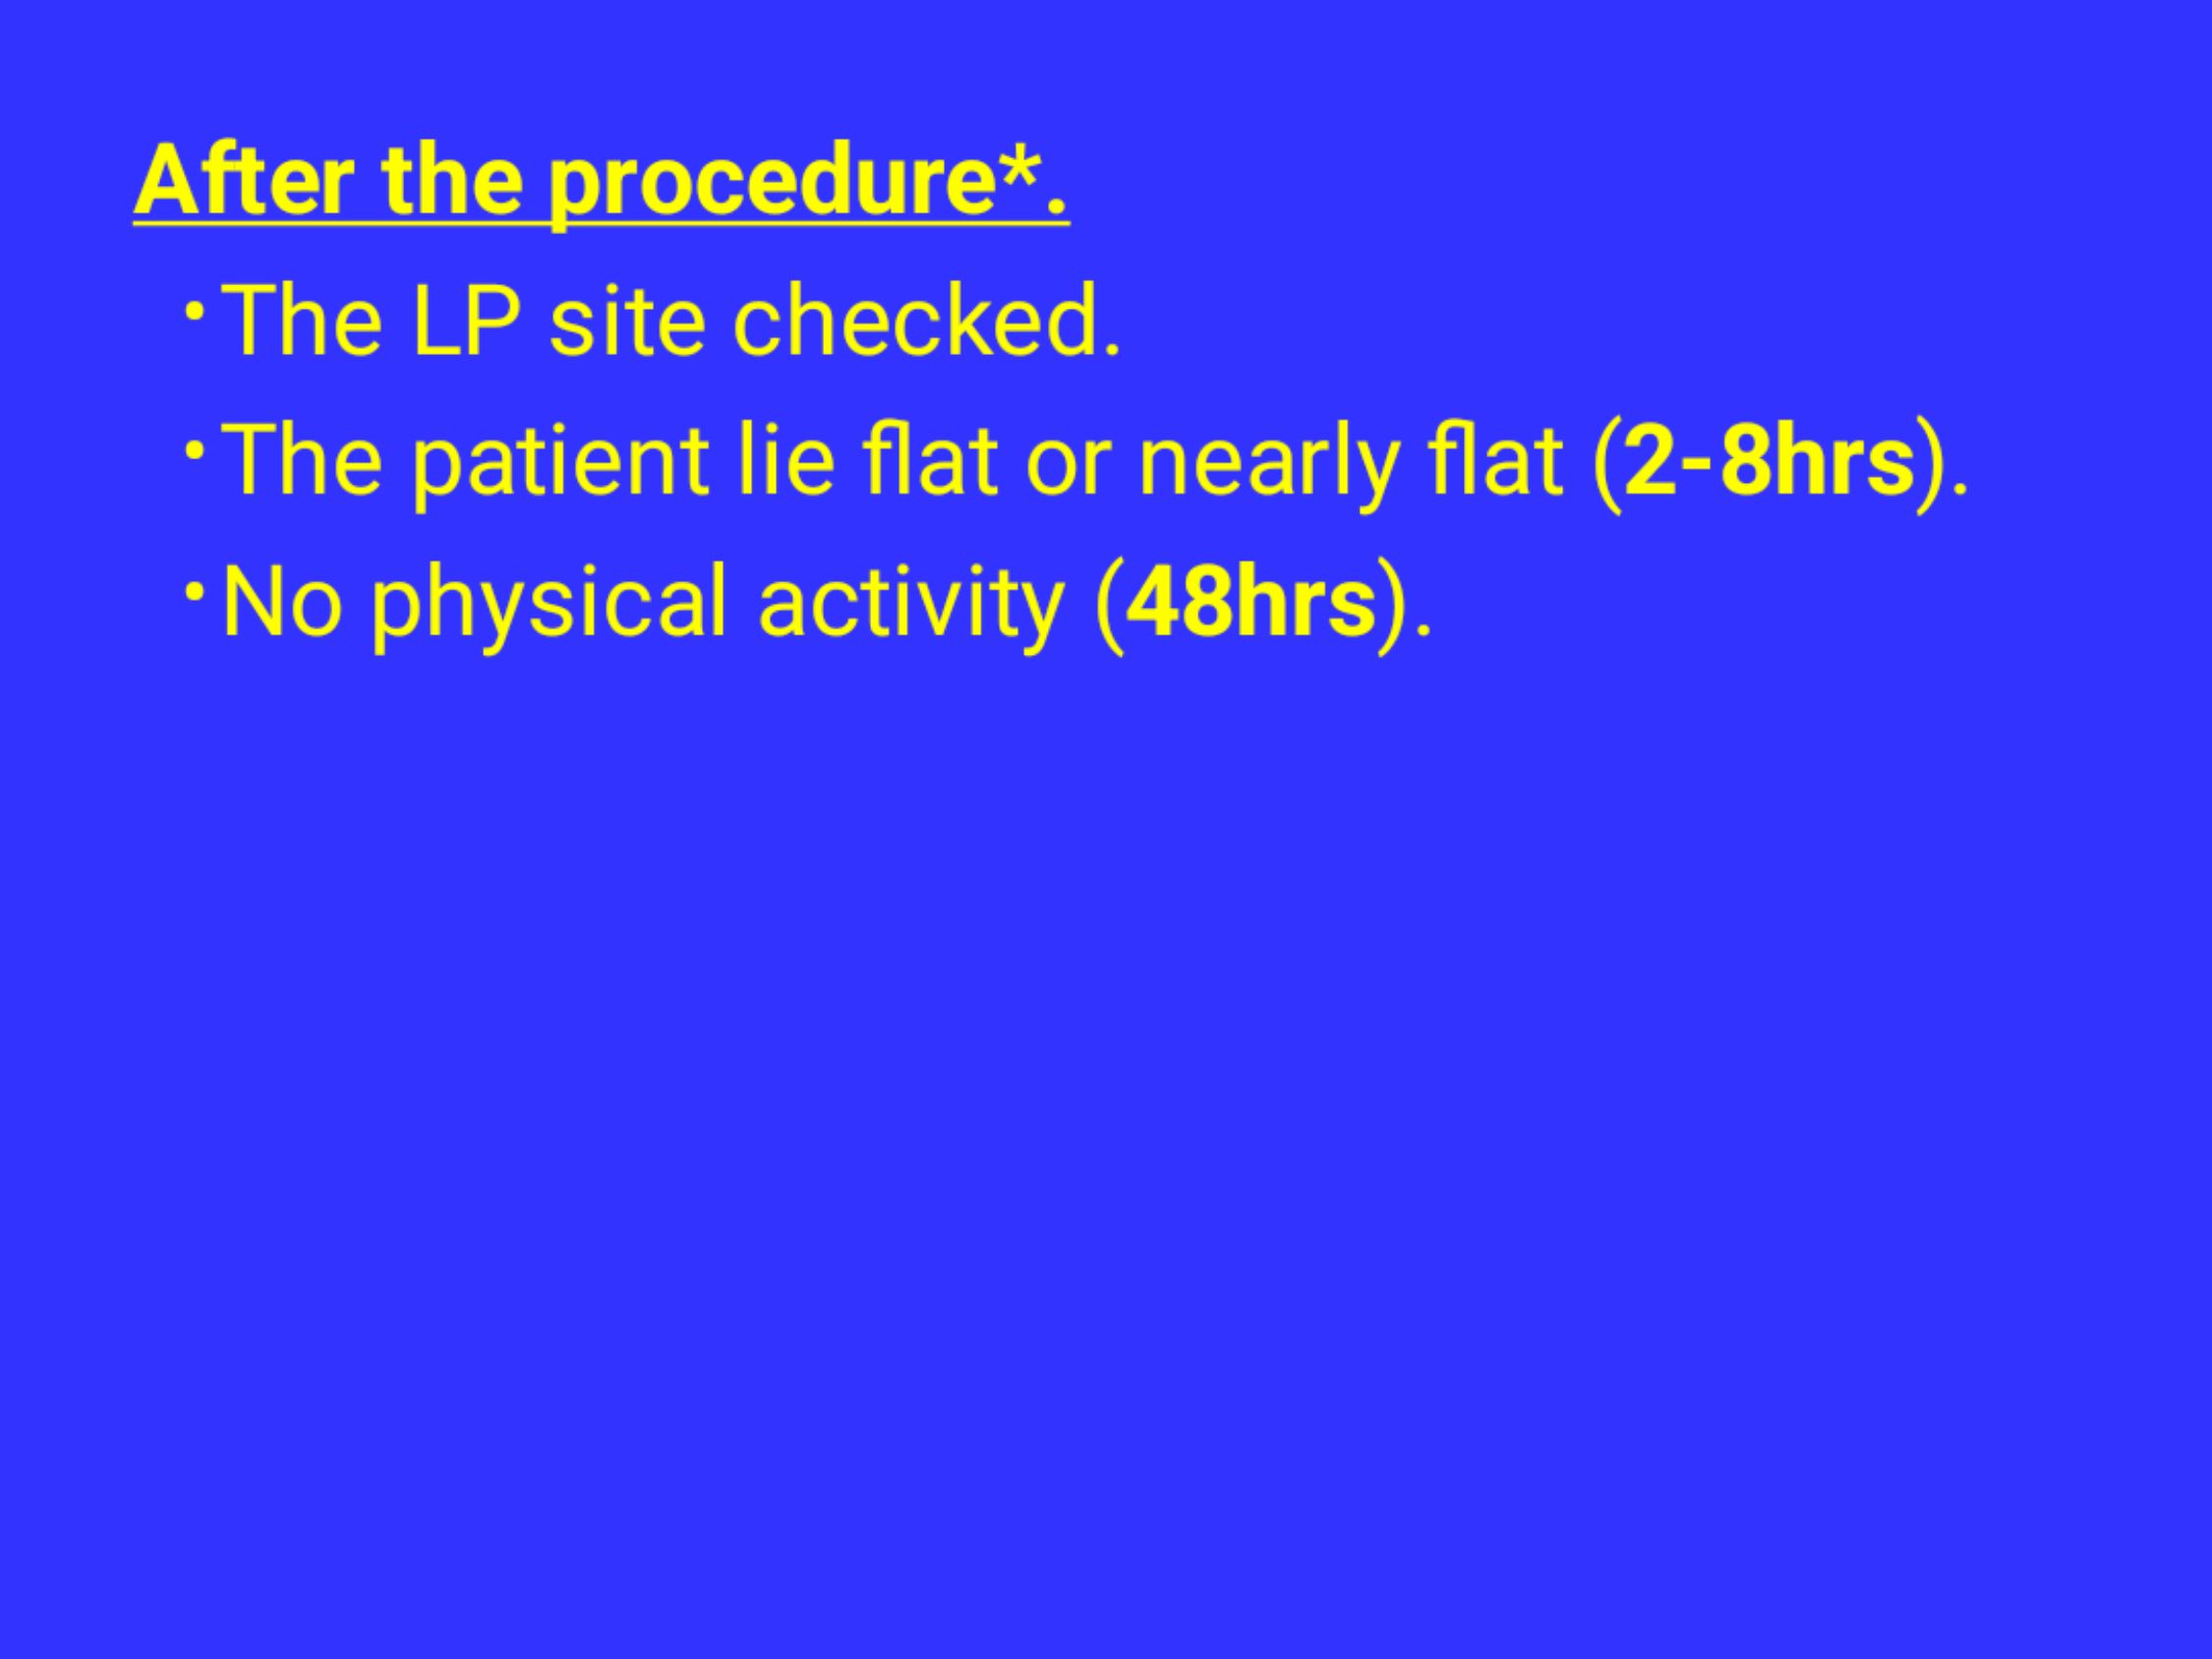 After the procedure*.
•The LP site checked.
•The patient lie flat or nearly flat (2-8hrs).
•No physical activity (48hrs).